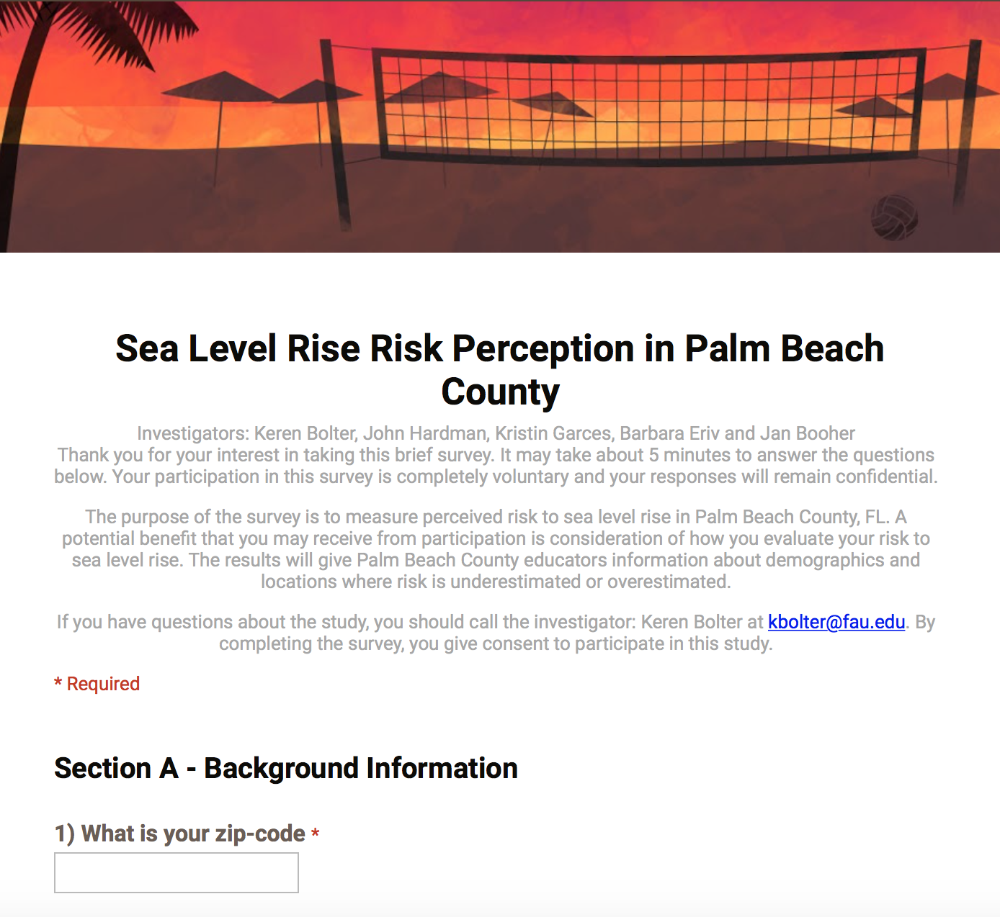 Sea Level Rise Risk Perception in Palm Beach
County
Investigators: Keren Bolter, John Hardman, Kristin Garces, Barbara Eriv and Jan Booher
Thank you for your interest in taking this brief survey. It may take about 5 minutes to answer the questions
below. Your participation in this survey is completely voluntary and your responses will remain confidential.
The purpose of the survey is to measure perceived risk to sea level rise in Palm Beach County, FL. A
potential benefit that you may receive from participation is consideration of how you evaluate your risk to
sea level rise. The results will give Palm Beach County educators information about demographics and
locations where risk is underestimated or overestimated.
If you have questions about the study, you should call the investigator: Keren Bolter at kbolter@fau.edu. By
completing the survey, you give consent to participate in this study.
* Required
Section A - Background Information
1) What is your zip-code *